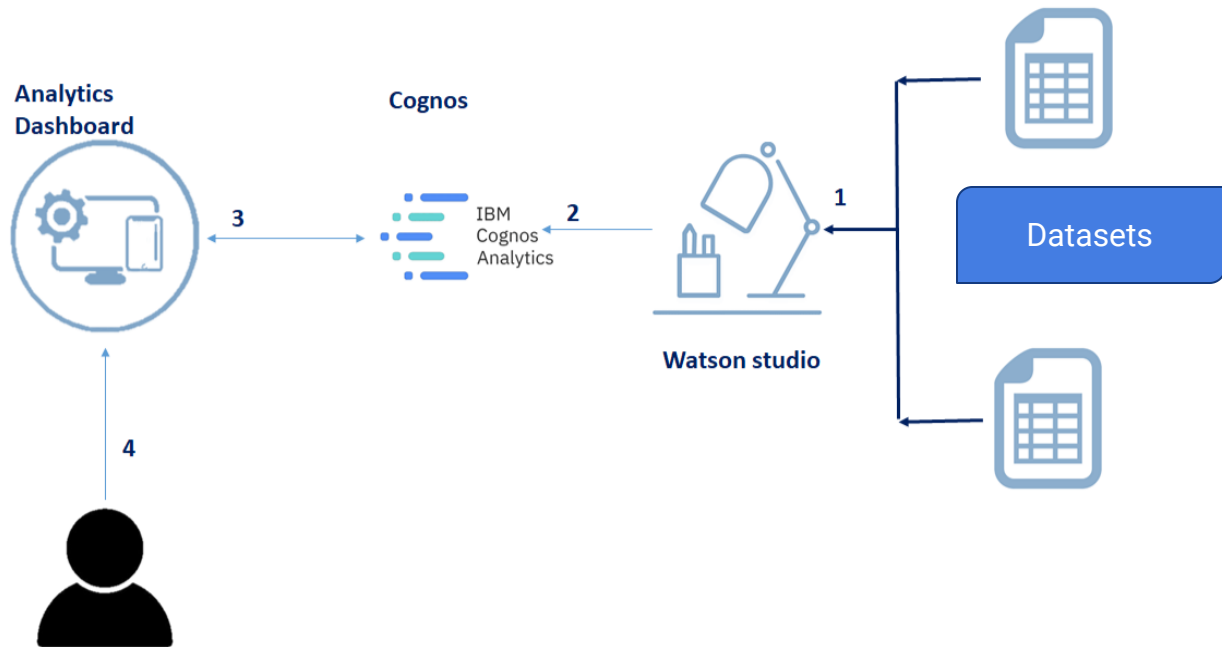 Analytics
Dashboard
Cognos
3
IBM
Cognos
Analytics
2
1
Datasets
Watson studio
4